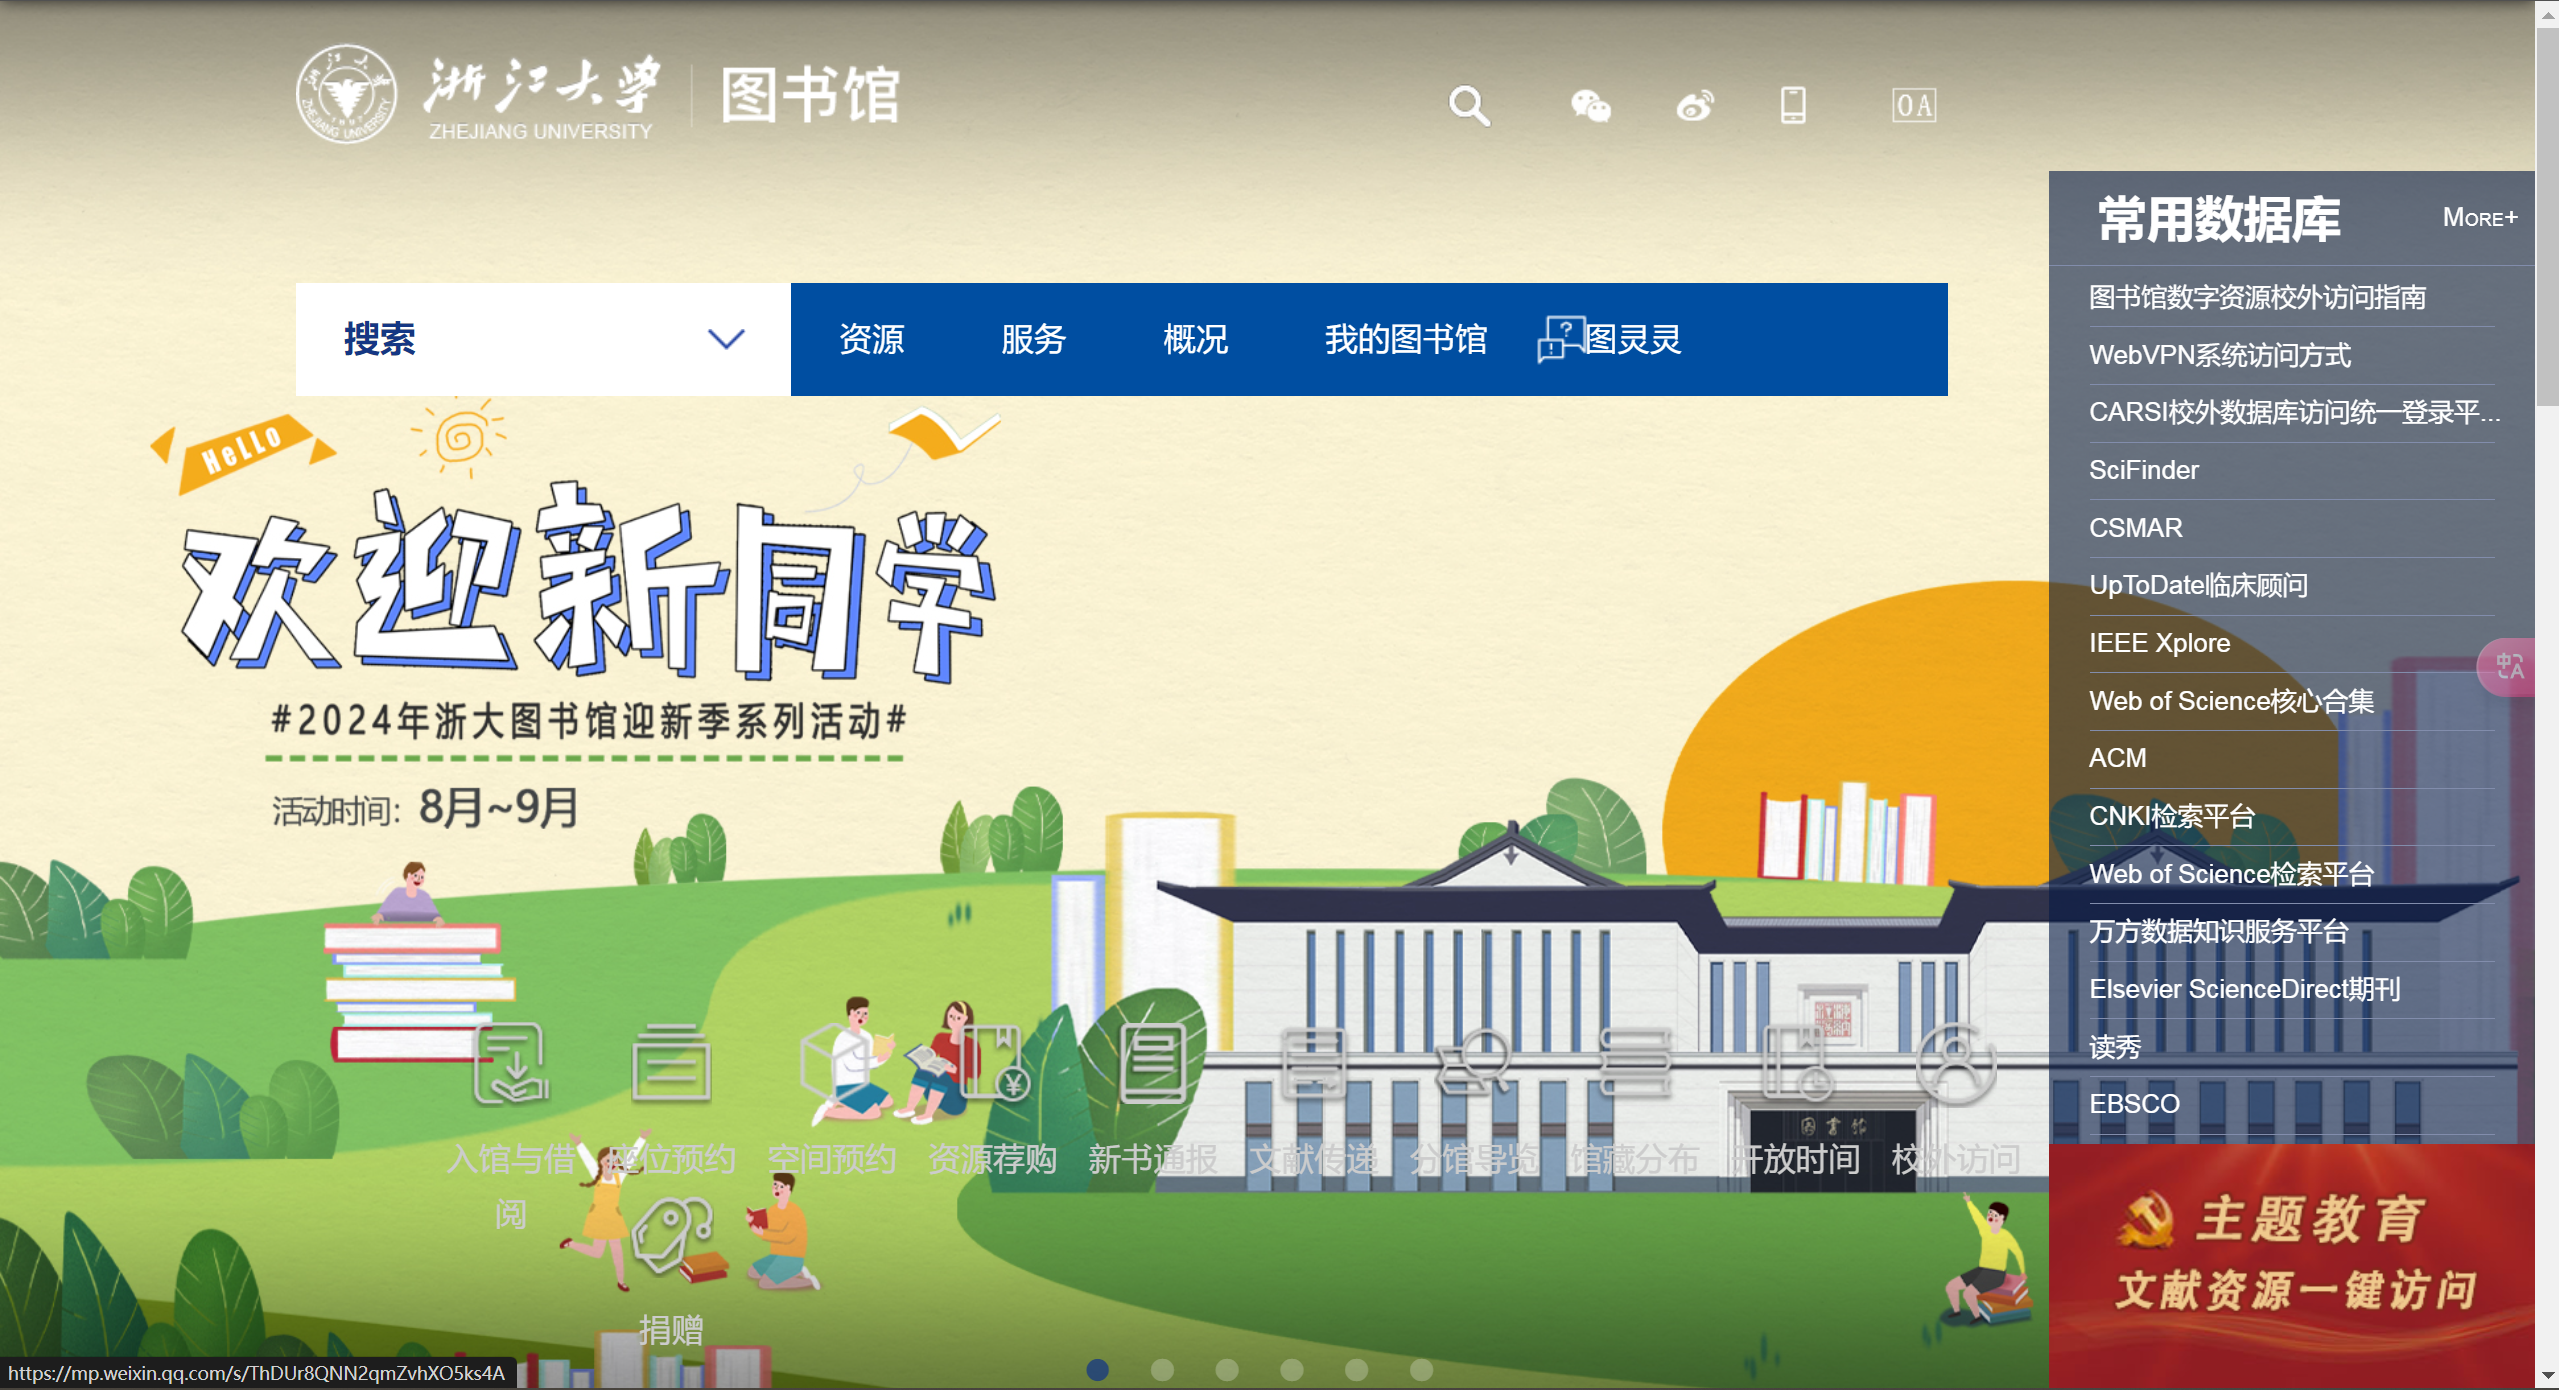 浙江大学
ZHEJIANG UNIVERSITY
图书馆
OA
常用数据库
MORE+
搜索
资源
服务
概况
我的图书馆
图灵灵
图书馆数字资源校外访问指南
WebVPN系统访问方式
CARSI校外数据库访问统一登录平...
SciFinder
CSMAR
UpToDate临床顾问
IEEE Xplore
Web of Science核心合集
ACM
CNKI检索平台
Web of Science检索平台
万方数据知识服务平台
Elsevier ScienceDirect期刊
读秀
EBSCO
HeLLo
欢迎新同学
#2024年浙大图书馆迎新季系列活动#
活动时间：8月~9月
图書馆
入馆与借阅
座位预约
空间预约
资源荐购
新书通报
文献传递
分馆导览
馆藏分布
开放时间
校外访问
捐赠
主题教育
文献资源一键访问
https://mp.weixin.qq.com/s/ThDUr8QNN2qmZvhXO5ks4A